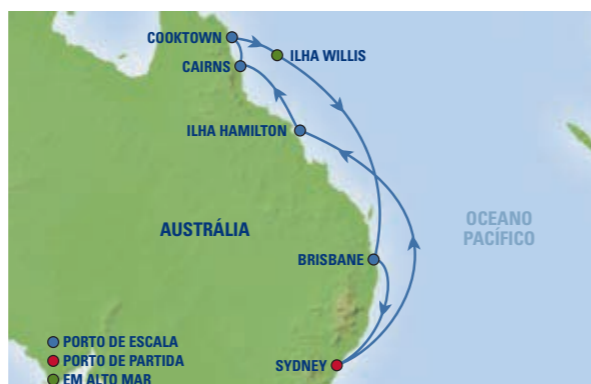 COOKTOWN
ILHA WILLIS
CAIRNS
ILHA HAMILTON
AUSTRÁLIA
OCEANO
PACÍFICO
BRISBANE
PORTO DE ESCALA
PORTO DE PARTIDA
SYDNEY
EM ALTO MAR